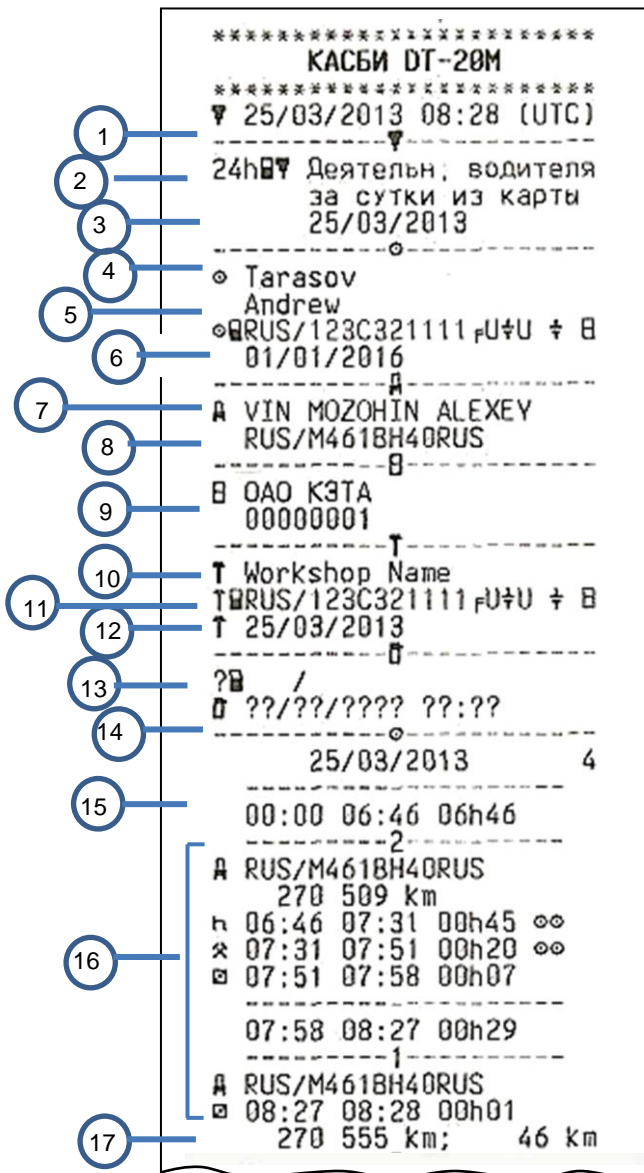 ************************
КАСБИ DT-20M
************************
25/03/2013 08:28 (UTC)
1
2
24h Деятельн, водителя
за сутки из карты
3
25/03/2013
4
Tarasov
5
Andrew
RUS/123C321111 FU÷U ÷
6
01/01/2016
7
VIN MOZOHIN ALEXEY
8
RUS/M461BH40RUS
9
ОАО КЭТА
00000001
10
T Workshop Name
11
T RUS/123C321111 FU÷U ÷
12
T 25/03/2013
13
? /
??/??/???? ??:??
14
25/03/2013 4
15
00:00 06:46 06h46
2
RUS/M461BH40RUS
270 509 km
16
06:46 07:31 00h45
07:31 07:51 00h20
07:51 07:58 00h07
07:58 08:27 00h29
1
RUS/M461BH40RUS
08:27 08:28 00h01
17
270 555 km; 46 km